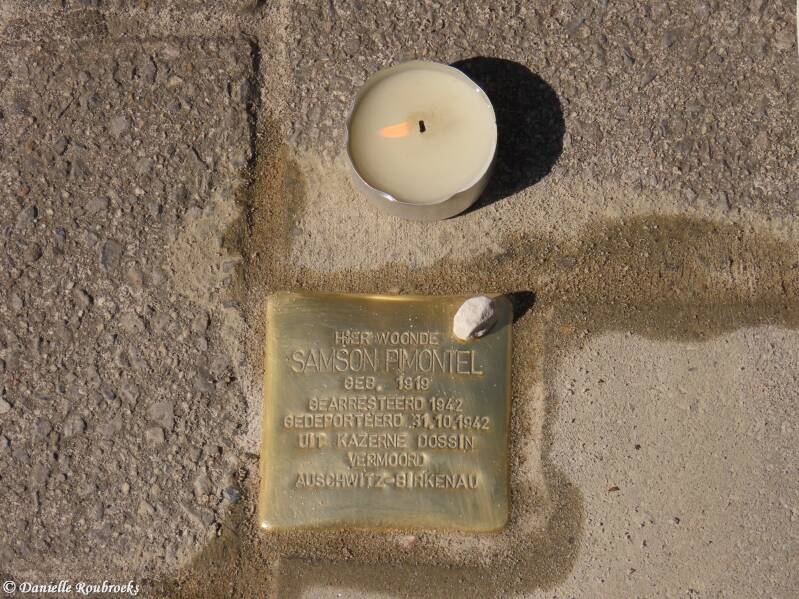 HIER WOONDE
SAMSON PIMONTEL
GEB. 1919
GEARRESTEERD 1942
GEDEPORTEERD 31.10.1942
UIT KAZERNE DOSSIN
VERMOORD
AUSCHWITZ-BIRKENAU
© Danielle Roubroeks